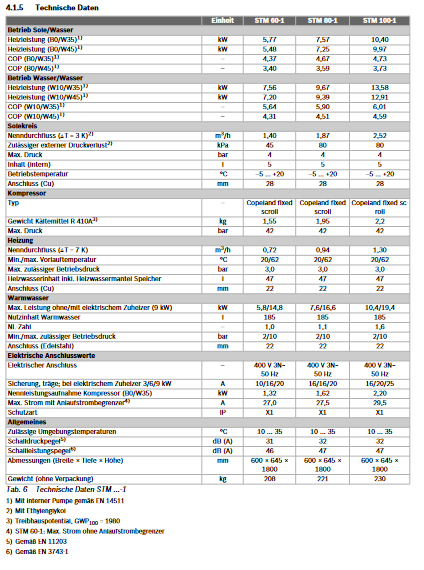 4.1.5 Technische Daten
Einheit STM 60-1 STM 80-1 STM 100-1
Betrieb Sole/Wasser
Heizleistung (B0/W35)1) kW 5,77 7,57 10,40
Heizleistung (B0/W45)1) kW 5,48 7,25 9,97
COP (B0/W35)1) – 4,37 4,67 4,73
COP (B0/W45)1) – 3,40 3,59 3,73
Betrieb Wasser/Wasser
Heizleistung (W10/W35)1) kW 7,56 9,67 13,58
Heizleistung (W10/W45)1) kW 7,20 9,39 12,91
COP (W10/W35)1) – 5,64 5,90 6,01
COP (W10/W45)1) – 4,31 4,51 4,59
Solekreis
Nenndurchfluss (ΔT = 3 K)2) m3/h 1,40 1,87 2,52
Zulässiger externer Druckverlust2) kPa 45 80 80
Max. Druck bar 4 4 4
Inhalt (intern) l 5 5 5
Betriebstemperatur °C –5 ... +20 –5 ... +20 –5 ... +20
Anschluss (Cu) mm 28 28 28
Kompressor
Typ – Copeland fixed Copeland fixed Copeland fixed sc
scroll scroll roll
Gewicht Kältemittel R 410A3) kg 1,55 1,95 2,2
Max. Druck bar 42 42 42
Heizung
Nenndurchfluss (ΔT = 7 K) m3/h 0,72 0,94 1,30
Min./max. Vorlauftemperatur °C 20/62 20/62 20/62
Max. zulässiger Betriebsdruck bar 3,0 3,0 3,0
Heizwasserinhalt inkl. Heizwassermantel Speicher l 47 47 47
Anschluss (Cu) mm 22 22 22
Warmwasser
Max. Leistung ohne/mit elektrischem Zuheizer (9 kW) kW 5,8/14,8 7,6/16,6 10,4/19,4
Nutzinhalt Warmwasser l 185 185 185
NL Zahl – 1,0 1,1 1,6
Min./max. zulässiger Betriebsdruck bar 2/10 2/10 2/10
Anschluss (Edelstahl) mm 22 22 22
Elektrische Anschlusswerte
Elektrischer Anschluss – 400 V 3N~ 400 V 3N~ 400 V 3N~
50 Hz 50 Hz 50 Hz
Sicherung, träge; bei elektrischem Zuheizer 3/6/9 kW A 10/16/20 16/16/20 16/20/25
Nennleistungsaufnahme Kompressor (B0/W35) kW 1,32 1,62 2,20
Max. Strom mit Anlaufstrombegrenzer4) A 27,0 27,5 29,5
Schutzart IP X1 X1 X1
Allgemeines
Zulässige Umgebungstemperaturen °C 10 ... 35 10 ... 35 10 ... 35
Schalldruckpegel5) dB (A) 31 32 32
Schallleistungspegel6) dB (A) 46 47 47
Abmessungen (Breite × Tiefe × Höhe) mm 600 × 645 × 600 × 645 × 600 × 645 ×
1800 1800 1800
Gewicht (ohne Verpackung) kg 208 221 230
Tab. 6 Technische Daten STM ...-1
1) Mit interner Pumpe gemäß EN 14511
2) Mit Ethylenglykol
3) Treibhauspotential, GWP100 = 1980
4) STM 60-1: Max. Strom ohne Anlaufstrombegrenzer
5) Gemäß EN 11203
6) Gemäß EN 3743-1